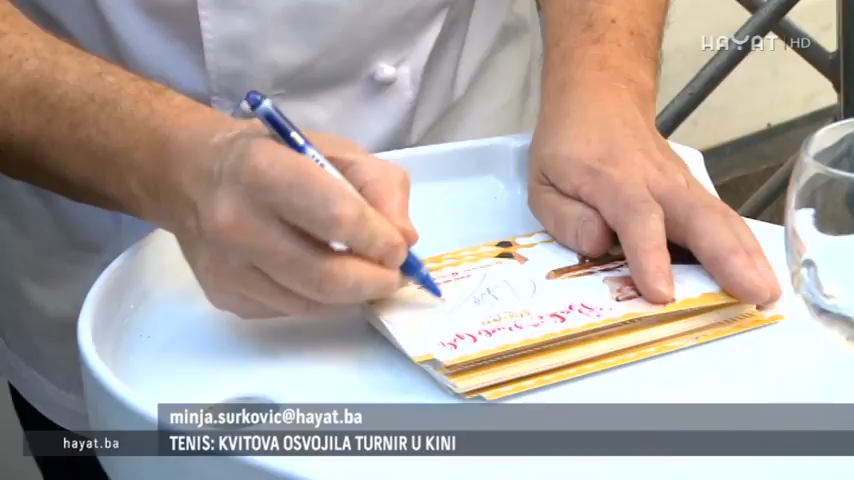 HAYAT HD
minja.surkovic@hayat.ba
hayat.ba
TENIS: KVITOVA OSVOJILA TURNIR U KINI